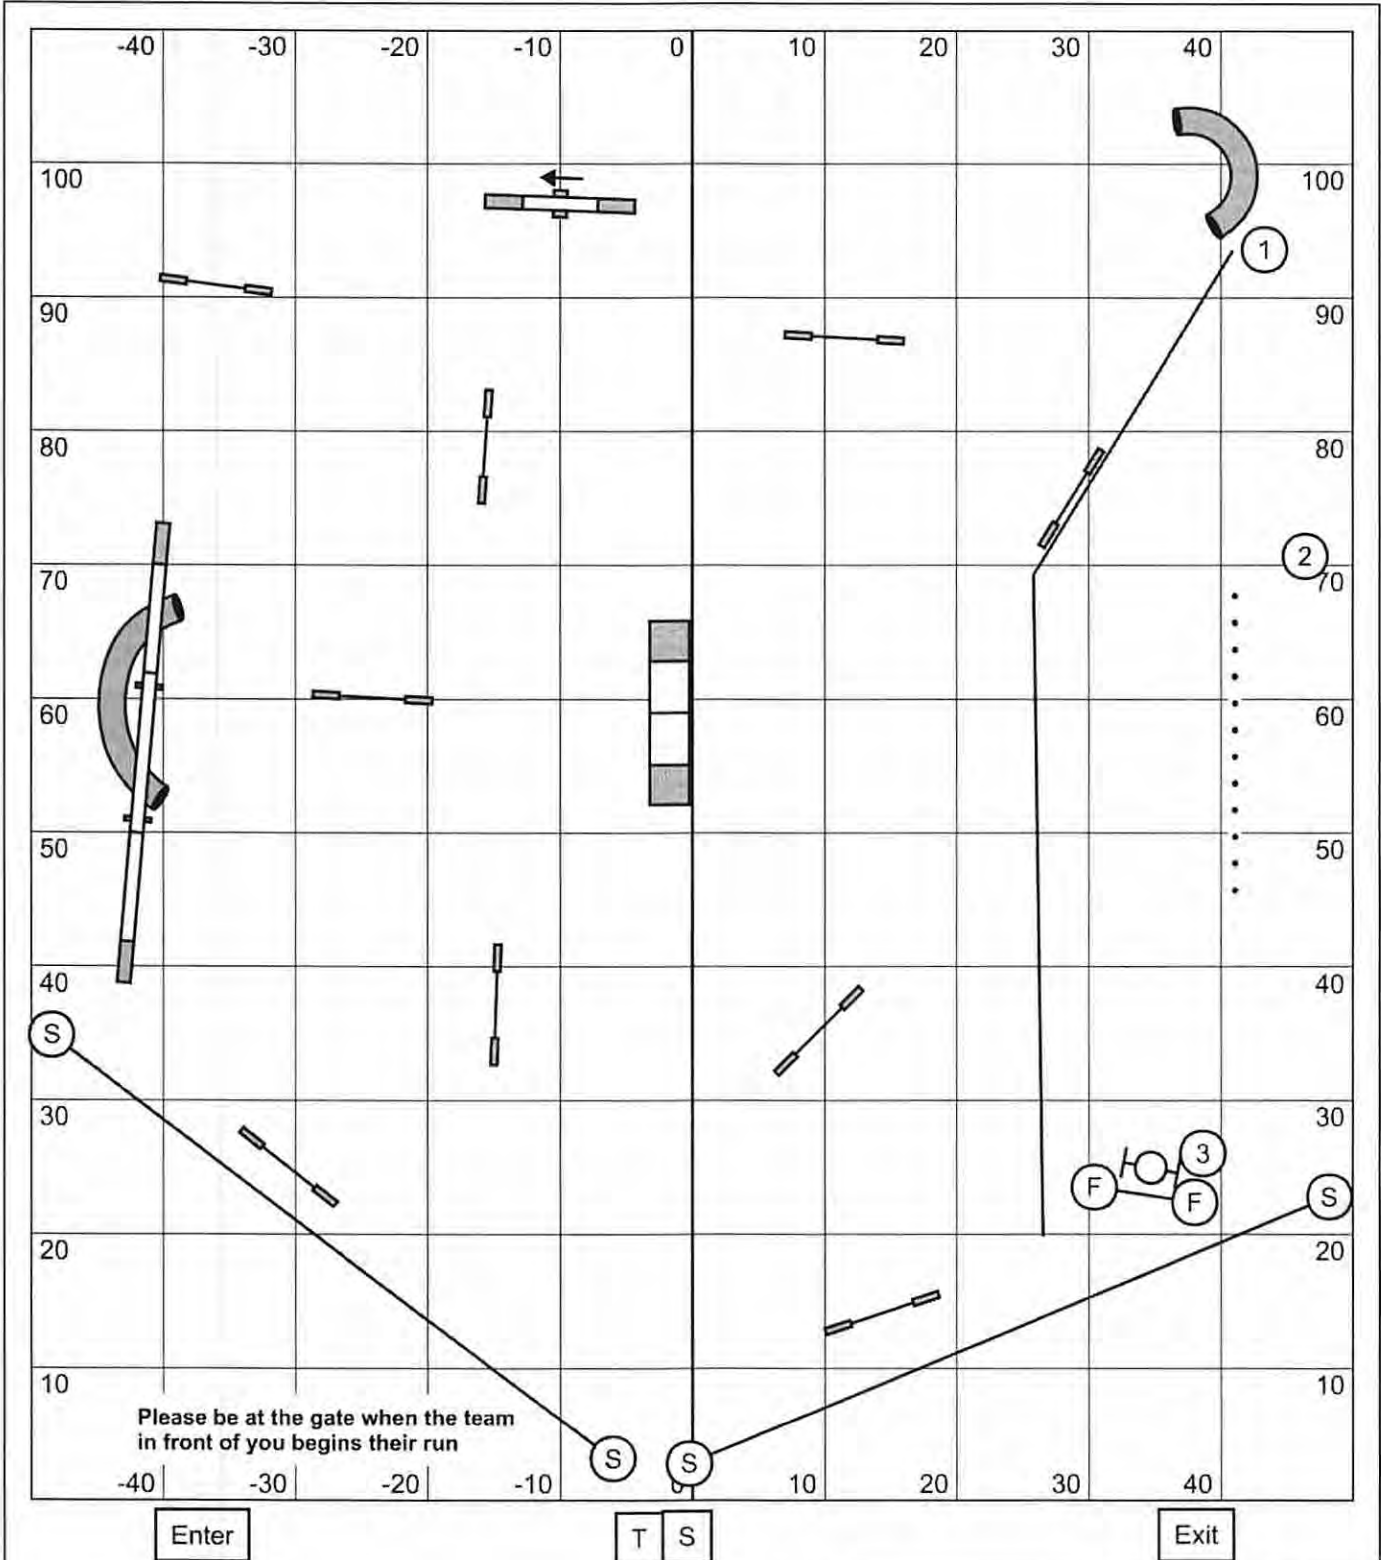 -40 -30 -20 -10 0 10 20 30 40
100 100
1
90 90
80 80
2
70 70
60 60
50 50
40 40
S
30 30
3
F F S
20 20
10 10
Please be at the gate when the team
in front of you begins their run
S S
-40 -30 -20 -10 0 10 20 30 40
Enter T S Exit